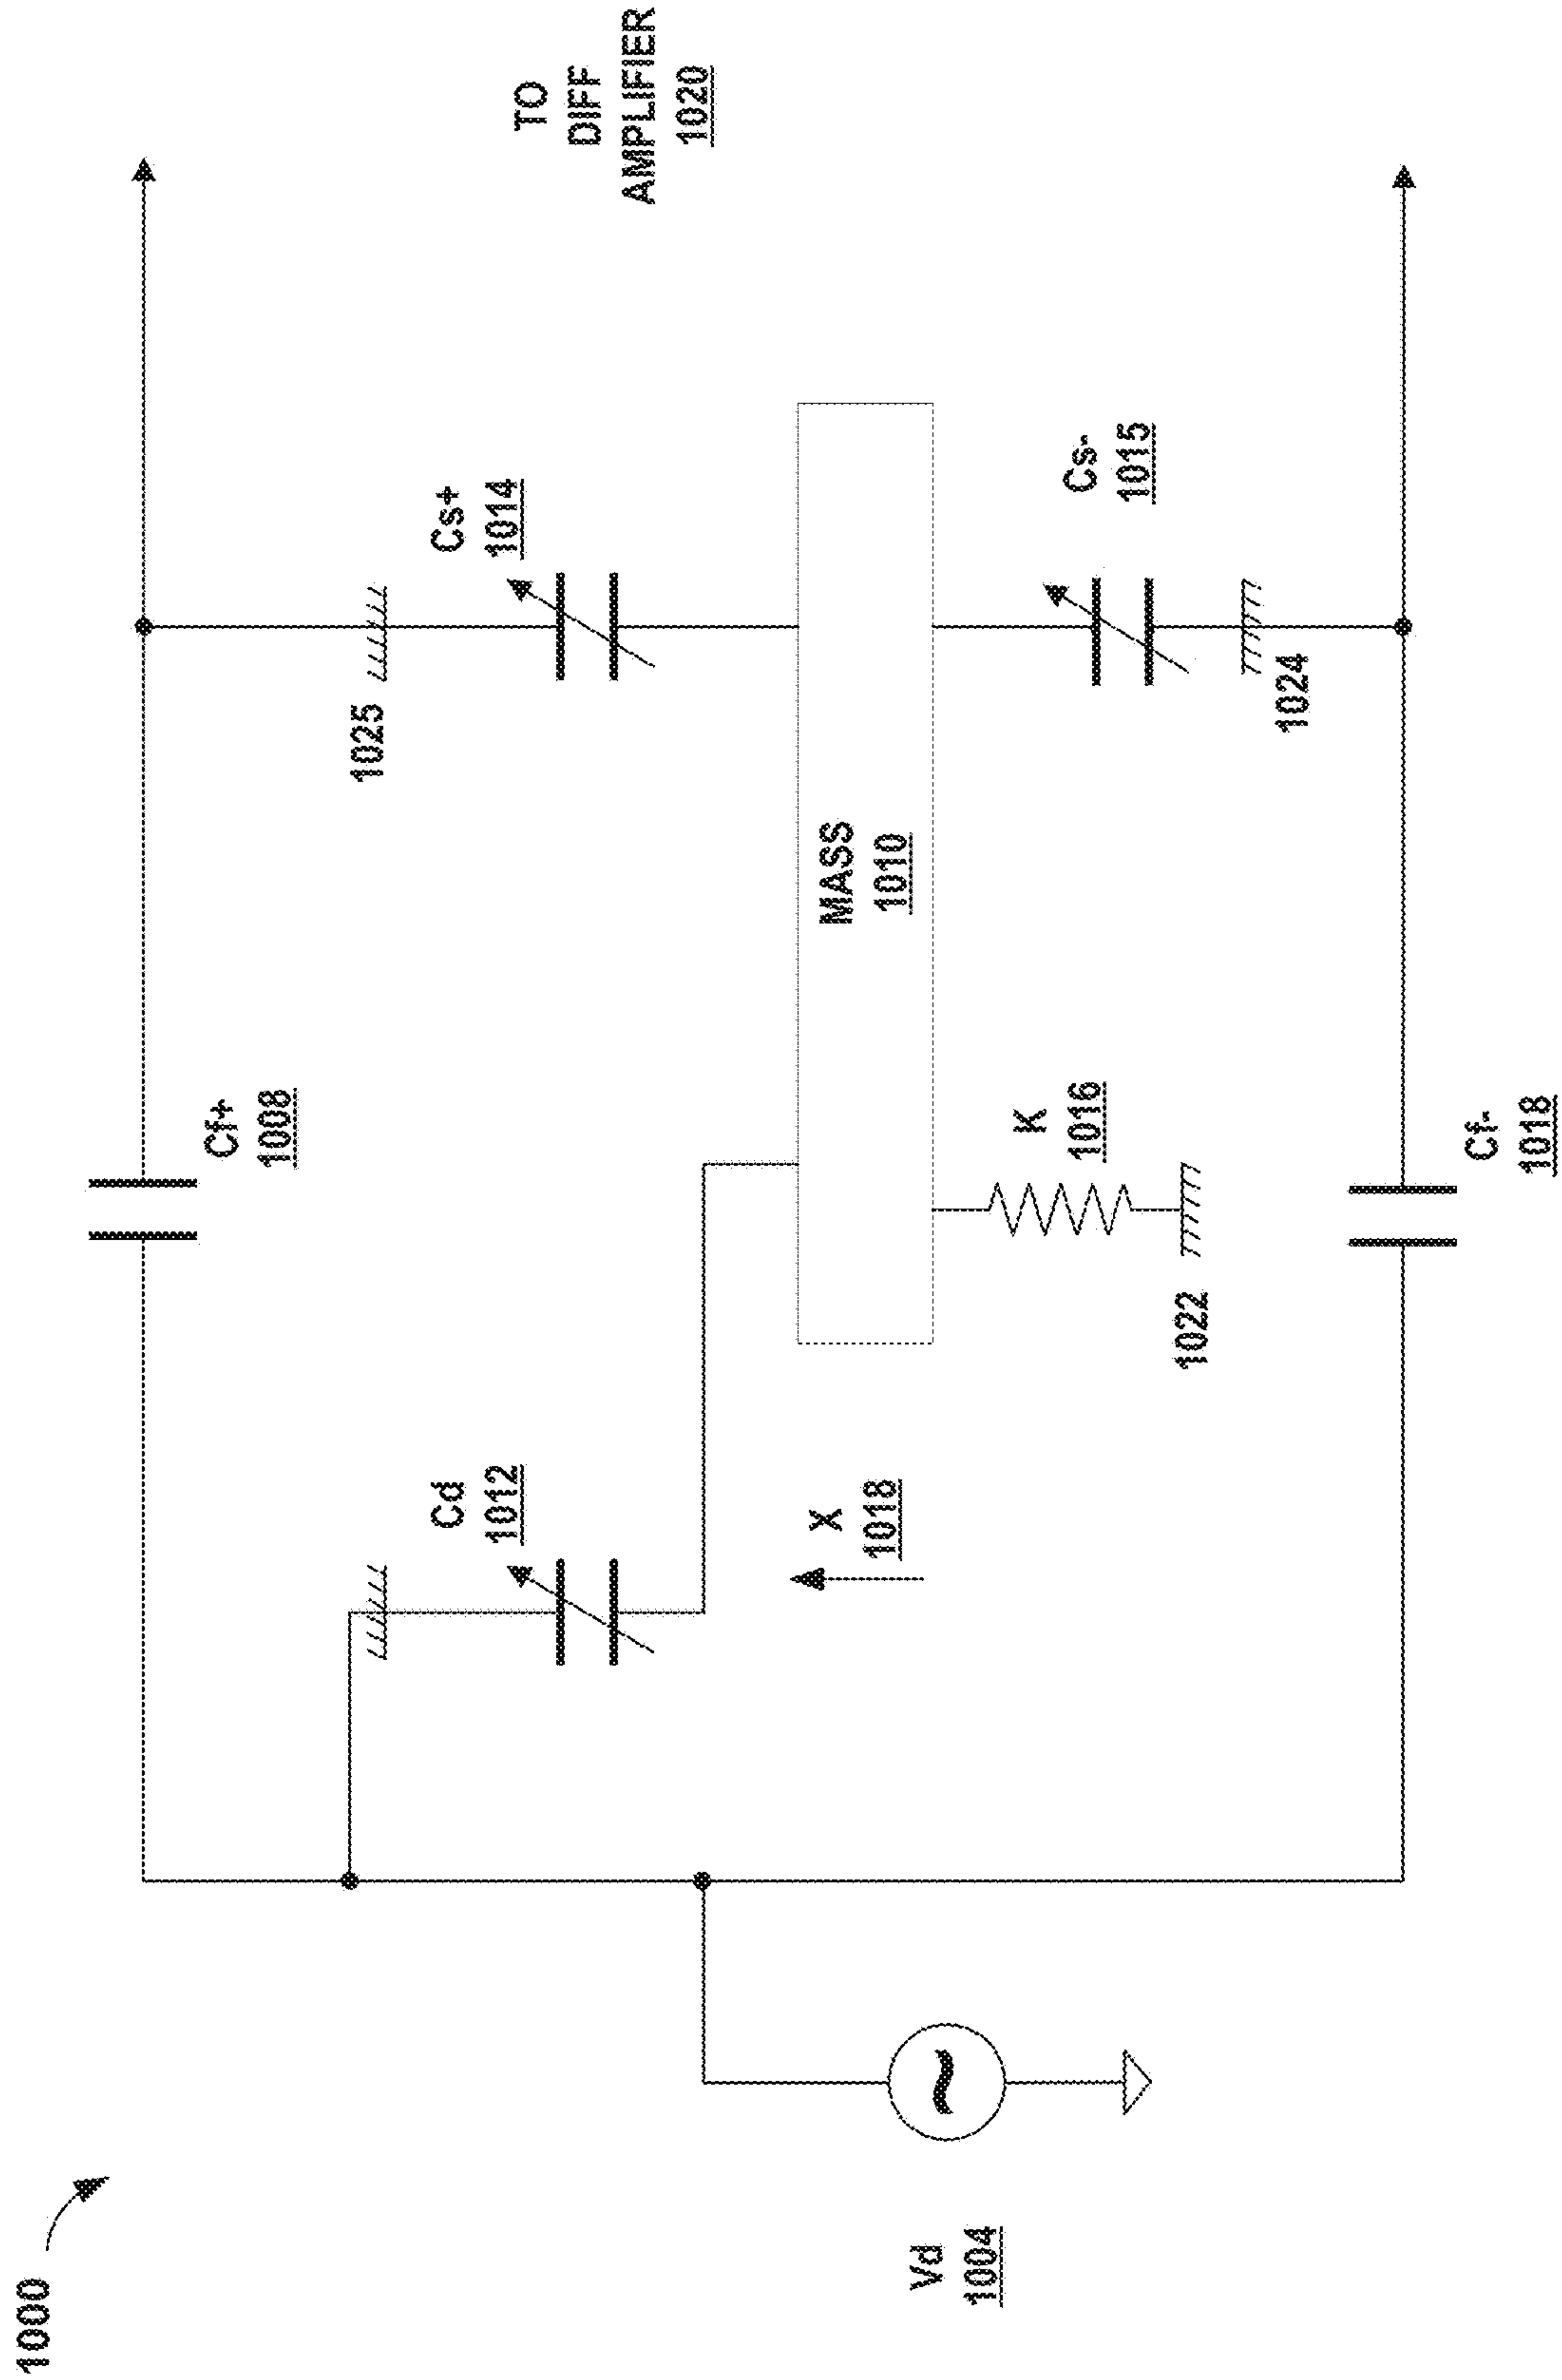 1000
Vd
1004
Cd
1012
X
1018
Cf+
1008
K
1016
1022
MASS
1010
Cf-
1018
1025
Cs+
1014
Cs-
1015
1024
TO
DIFF
AMPLIFIER
1020